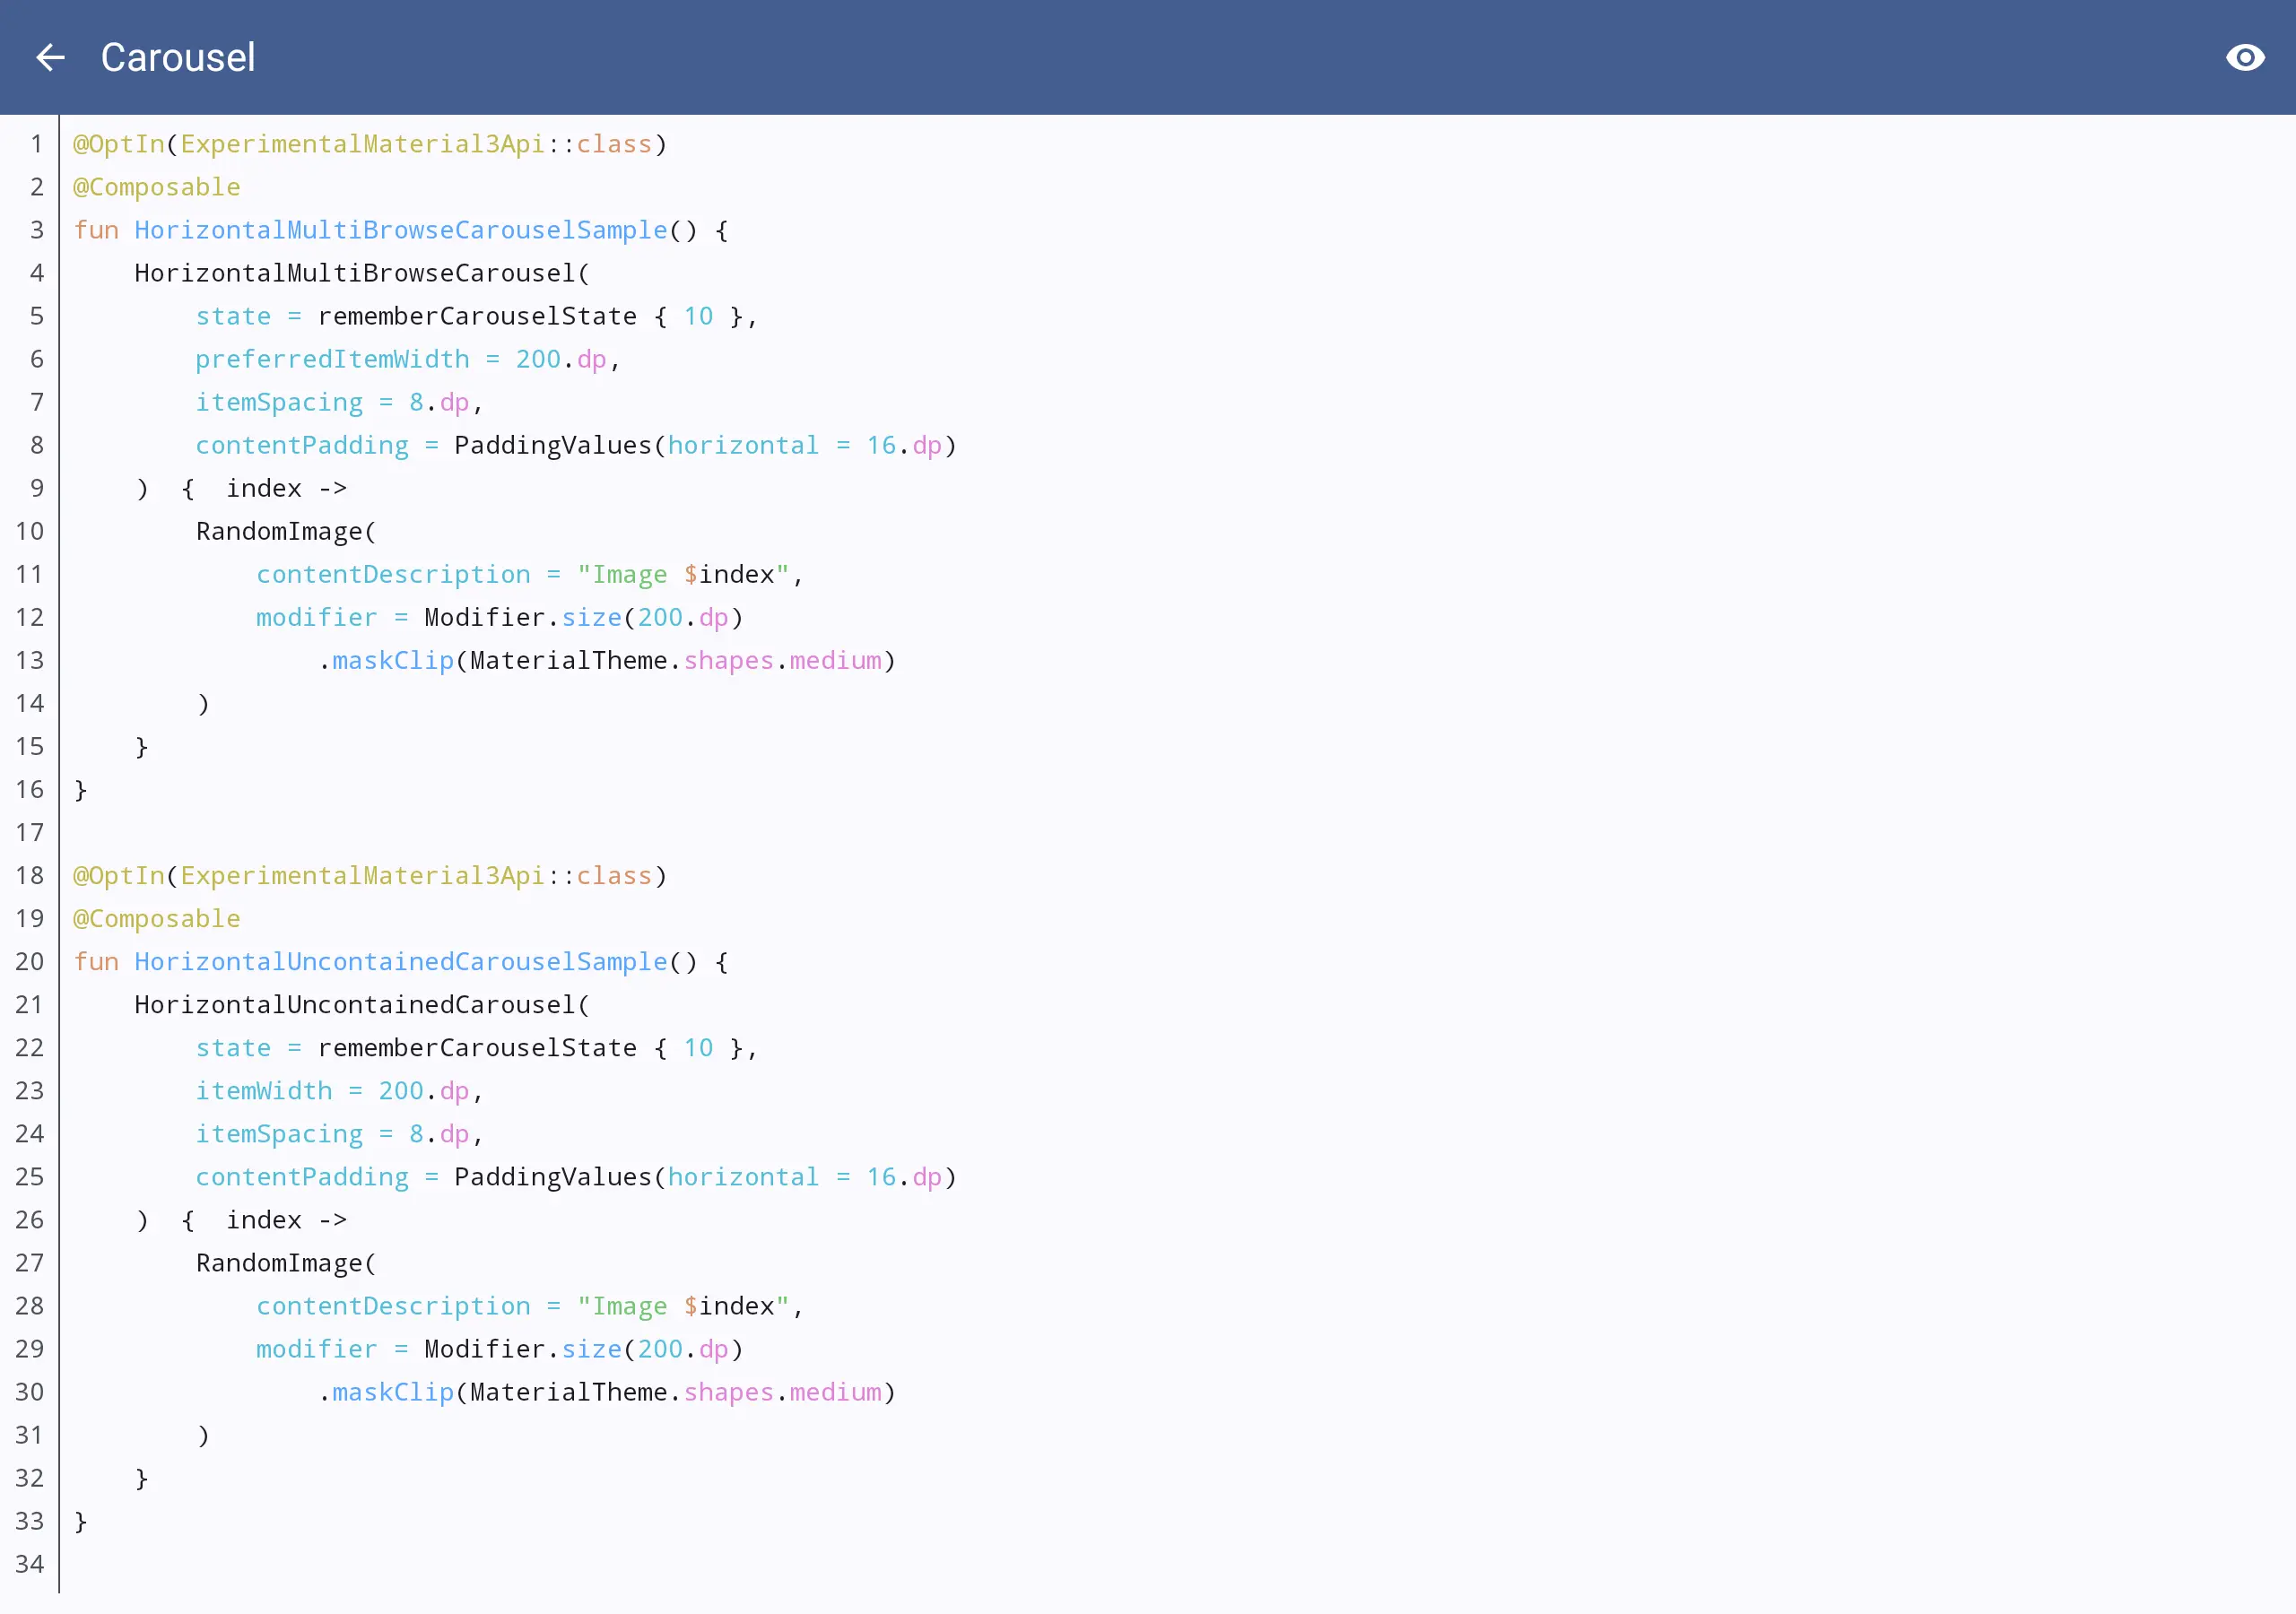 Carousel
1 @OptIn(ExperimentalMaterial3Api::class)
2 @Composable
3 fun HorizontalMultiBrowseCarouselSample() {
4     HorizontalMultiBrowseCarousel(
5         state = rememberCarouselState { 10 },
6         preferredItemWidth = 200.dp,
7         itemSpacing = 8.dp,
8         contentPadding = PaddingValues(horizontal = 16.dp)
9     )  {  index ->
10         RandomImage(
11             contentDescription = "Image $index",
12             modifier = Modifier.size(200.dp)
13                 .maskClip(MaterialTheme.shapes.medium)
14         )
15     }
16 }
17
18 @OptIn(ExperimentalMaterial3Api::class)
19 @Composable
20 fun HorizontalUncontainedCarouselSample() {
21     HorizontalUncontainedCarousel(
22         state = rememberCarouselState { 10 },
23         itemWidth = 200.dp,
24         itemSpacing = 8.dp,
25         contentPadding = PaddingValues(horizontal = 16.dp)
26     )  {  index ->
27         RandomImage(
28             contentDescription = "Image $index",
29             modifier = Modifier.size(200.dp)
30                 .maskClip(MaterialTheme.shapes.medium)
31         )
32     }
33 }
34